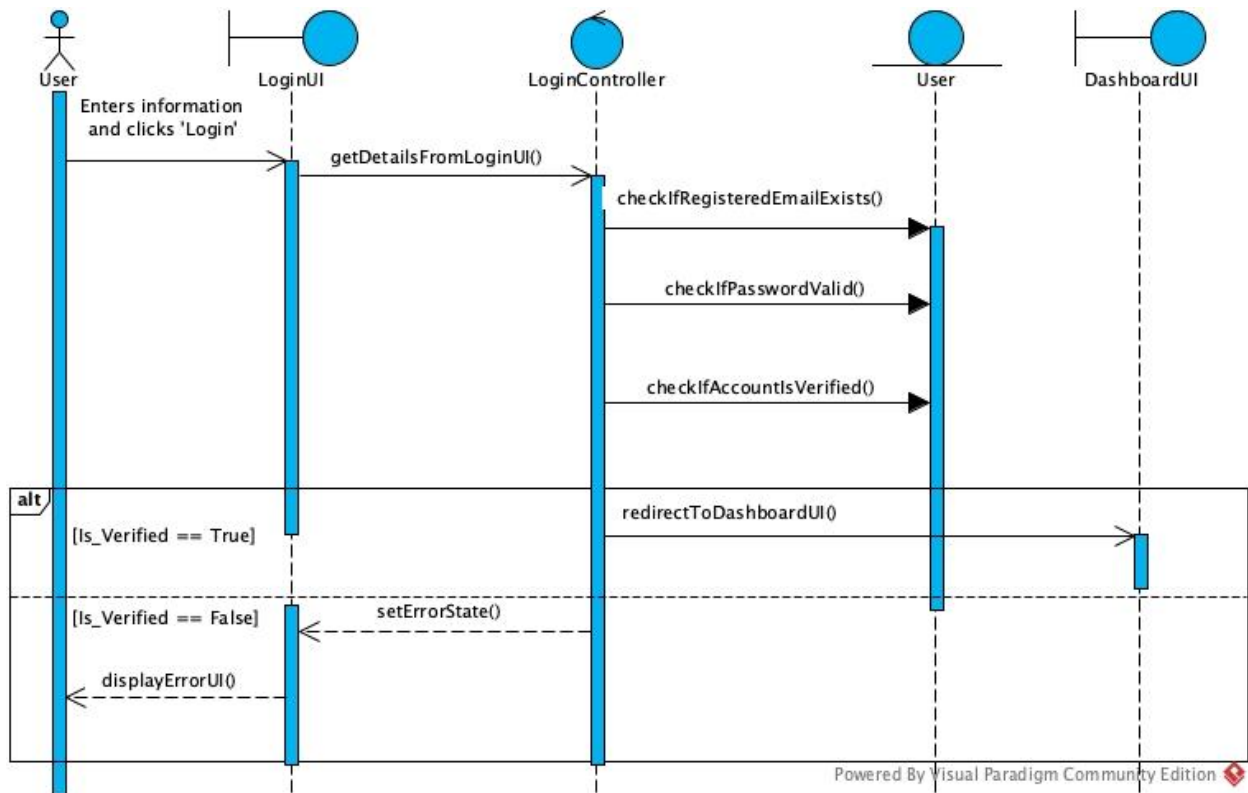 User
LoginUI
LoginController
User
DashboardUI
Enters information
and clicks 'Login'
getDetailsFromLoginUI()
checkIfRegisteredEmailExists()
checkIfPasswordValid()
checkIfAccountIsVerified()
alt
redirectToDashboardUI()
[Is_Verified == True]
[Is_Verified == False]
setErrorState()
displayErrorUI()
Powered By Visual Paradigm Community Edition